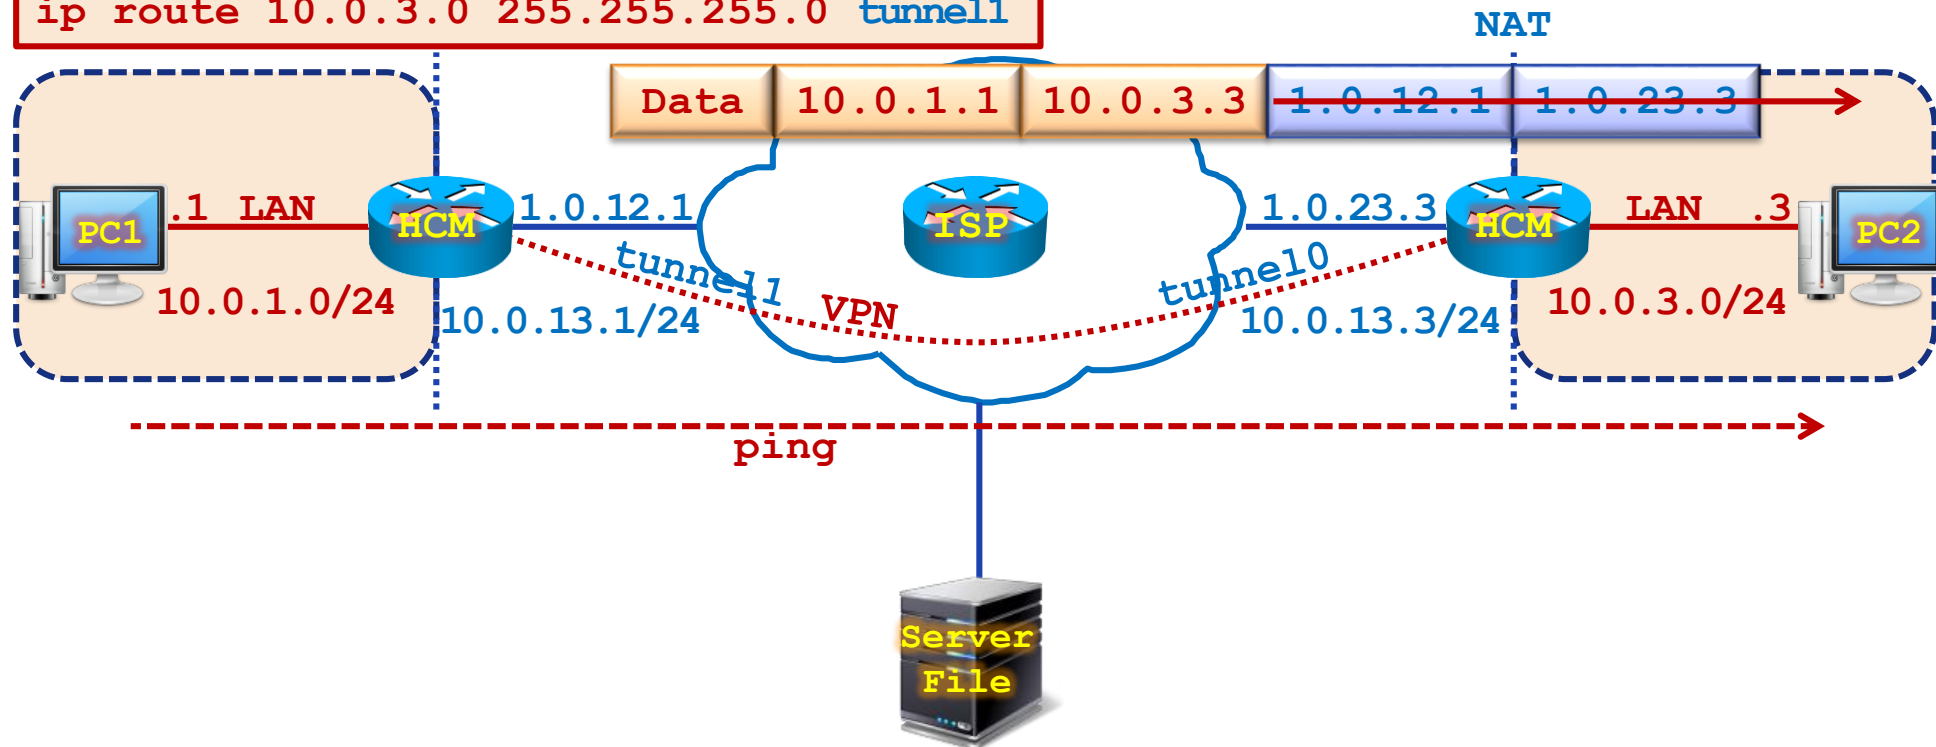 ip route 10.0.3.0 255.255.255.0 tunnel1
NAT
Data 10.0.1.1 10.0.3.3 1.0.12.1 1.0.23.3
.1 LAN 1.0.12.1 1.0.23.3 LAN .3
PC1 HCM ISP HCM PC2
tunnel1 VPN tunnel0
10.0.1.0/24 10.0.13.1/24 10.0.13.3/24 10.0.3.0/24
ping
Server
File